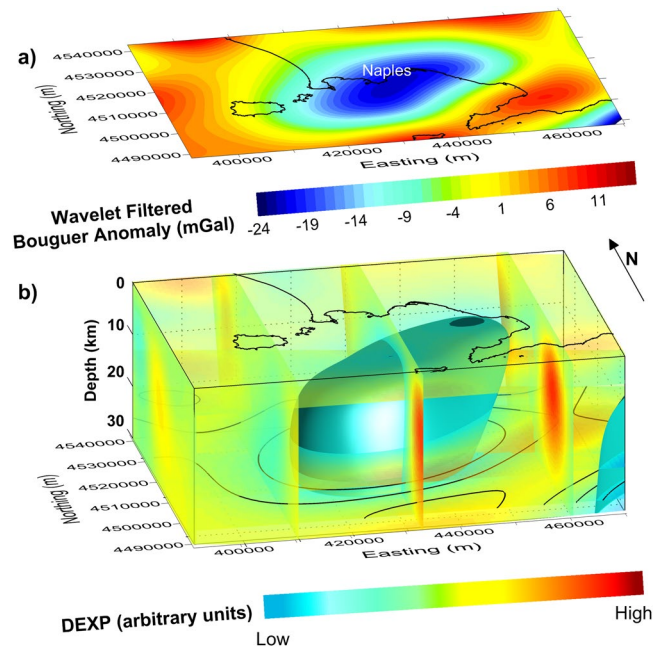 a)
4540000
4530000
4520000
4510000
4500000
4490000
Northing (m)
Naples
400000
420000
440000
460000
Easting (m)
Wavelet Filtered
Bouguer Anomaly (mGal)
-24
-19
-14
-9
-4
1
6
11
N
b)
0
10
20
30
Depth (km)
4540000
4530000
4520000
4510000
4500000
4490000
Northing (m)
400000
420000
440000
460000
Easting (m)
DEXP (arbitrary units)
Low
High